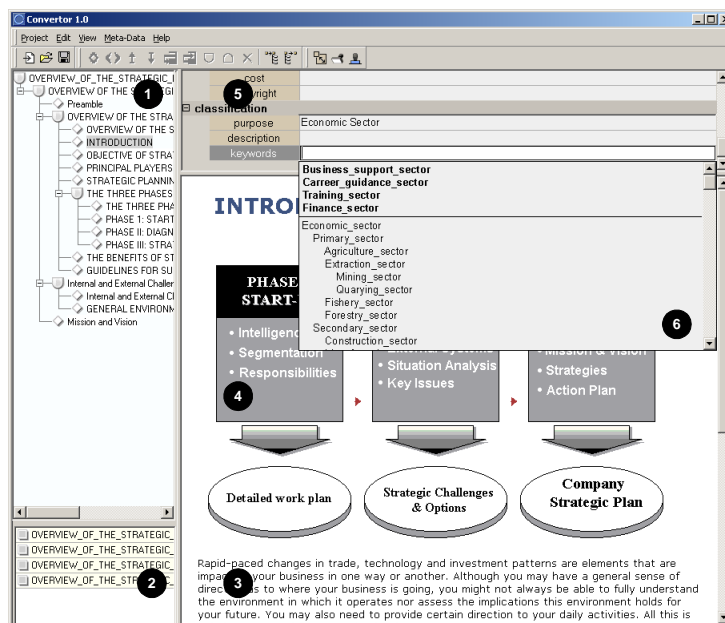 Convertor 1.0
Project Edit View Meta-Data Help
OVERVIEW_OF_THE_STRATEGIC_
OVERVIEW OF THE STRATEGI
Preamble
OVERVIEW OF THE STRA
OVERVIEW OF THE S
INTRODUCTION
OBJECTIVE OF STRA
PRINCIPAL PLAYERS
STRATEGIC PLANNIN
THE THREE PHASES
THE THREE PHA
PHASE 1: START
PHASE II: DIAGN
PHASE III: STRA
THE BENEFITS OF ST
GUIDELINES FOR SU
Internal and External Challer
Internal and External Cl
GENERAL ENVIRONM
Mission and Vision
1
OVERVIEW_OF_THE_STRATEGIC_
OVERVIEW_OF_THE_STRATEGIC_
OVERVIEW_OF_THE_STRATEGIC_
OVERVIEW_OF_THE_STR TEGIC_
2
cost
5
yright
classification
purpose Economic Sector
description
keywords
Business_support_sector
Carreer_guidance_sector
Training_sector
Finance_sector
Economic_sector
Primary_sector
Agriculture_sector
Extraction_sector
Mining_sector
Quarying_sector
Fishery_sector
Forestry_sector
Secondary_sector
Construction_sector
6
INTRO
PHASE
START-
• Intelligenc
• Segmentation
• Responsibilities
4
• External Systems
• Situation Analysis
• Key Issues
• Mission & Vision
• Strategies
• Action Plan
Detailed work plan
Strategic Challenges
& Options
Company
Strategic Plan
Rapid-paced changes in trade, technology and investment patterns are elements that are
impa your business in one way or another. Although you may have a general sense of
direc as to where your business is going, you might not always be able to fully understand
the environment in which it operates nor assess the implications this environment holds for
your future. You may also need to provide certain direction to your daily activities. All this is
3